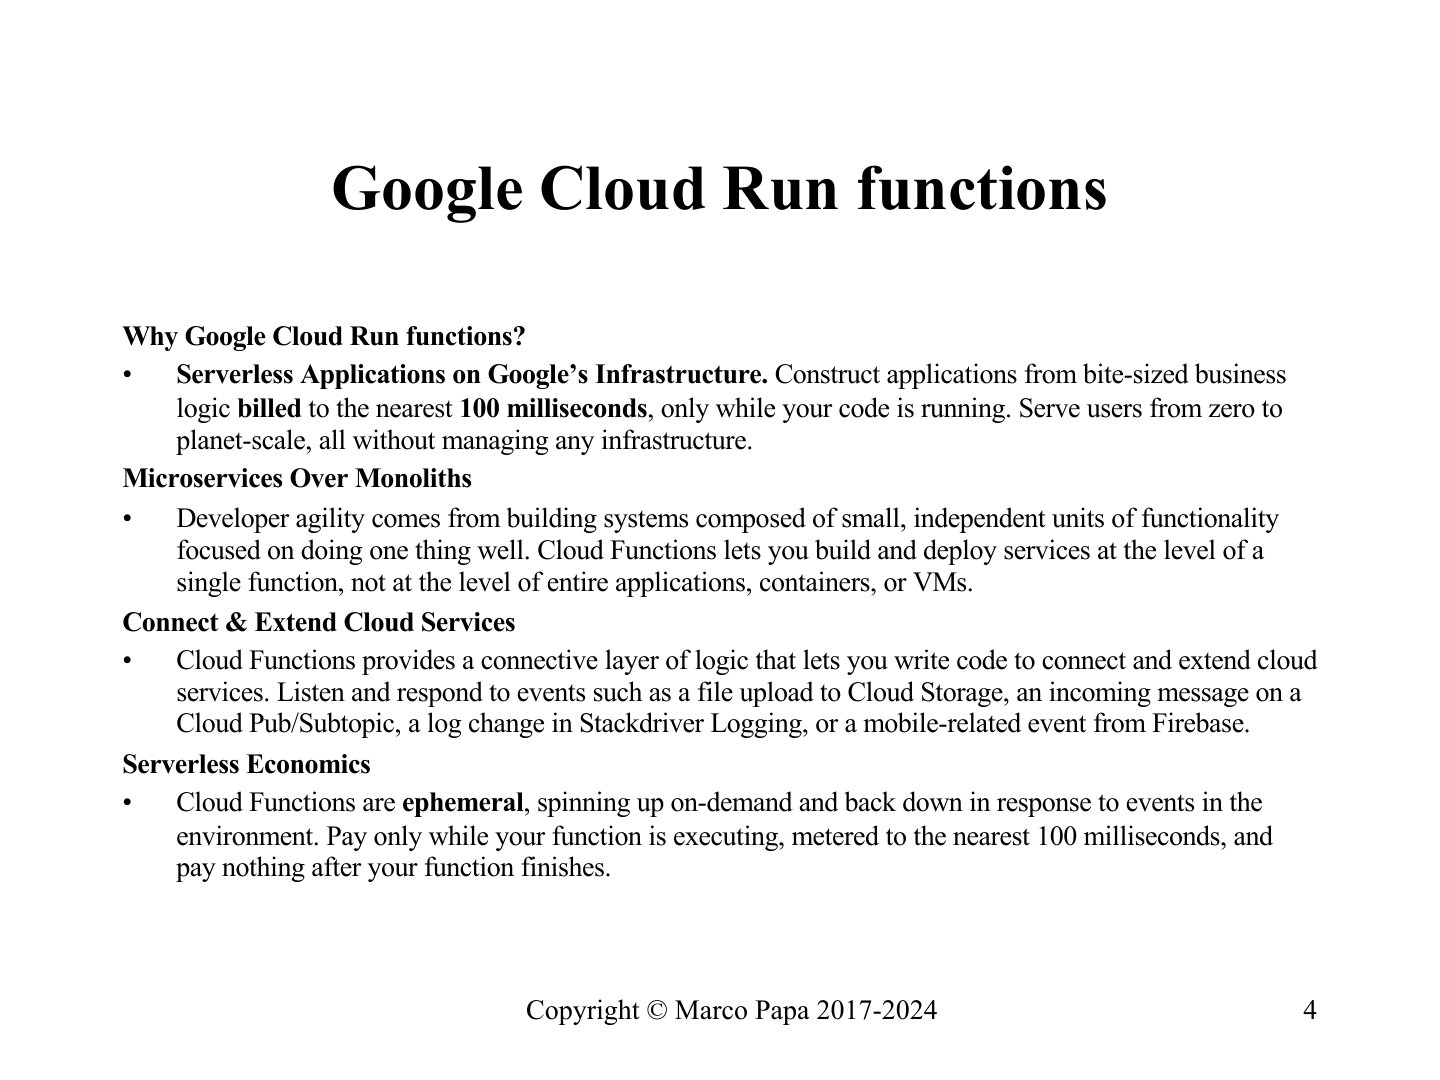 Google Cloud Run functions
Why Google Cloud Run functions?
• Serverless Applications on Google’s Infrastructure. Construct applications from bite-sized business
logic billed to the nearest 100 milliseconds, only while your code is running. Serve users from zero to
planet-scale, all without managing any infrastructure.
Microservices Over Monoliths
• Developer agility comes from building systems composed of small, independent units of functionality
focused on doing one thing well. Cloud Functions lets you build and deploy services at the level of a
single function, not at the level of entire applications, containers, or VMs.
Connect & Extend Cloud Services
• Cloud Functions provides a connective layer of logic that lets you write code to connect and extend cloud
services. Listen and respond to events such as a file upload to Cloud Storage, an incoming message on a
Cloud Pub/Subtopic, a log change in Stackdriver Logging, or a mobile-related event from Firebase.
Serverless Economics
• Cloud Functions are ephemeral, spinning up on-demand and back down in response to events in the
environment. Pay only while your function is executing, metered to the nearest 100 milliseconds, and
pay nothing after your function finishes.
Copyright © Marco Papa 2017-2024
4